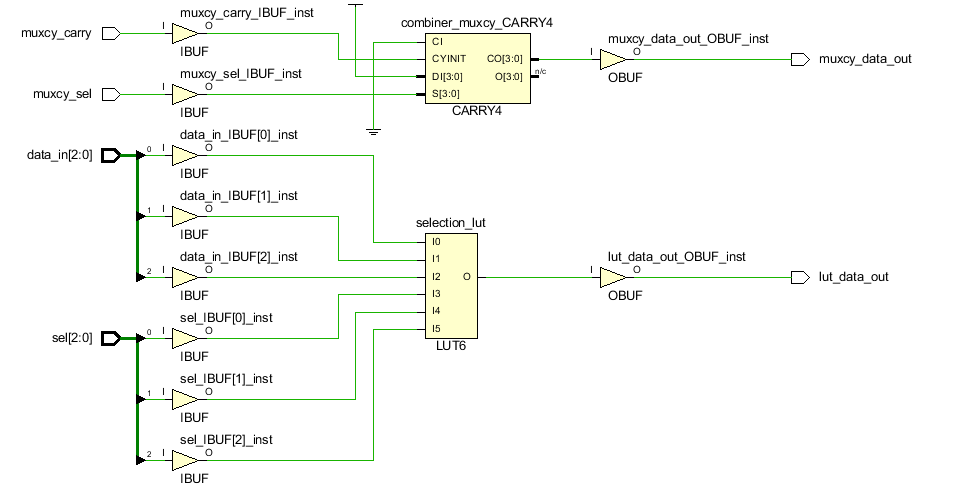 muxcy_carry_IBUF_inst
muxcy_carry
I
O
IBUF
muxcy_sel_IBUF_inst
muxcy_sel
I
O
IBUF
combiner_muxcy_CARRY4
CI
CYINIT
DI[3:0]
S[3:0]
CO[3:0]
O[3:0]
n/c
CARRY4
muxcy_data_out_OBUF_inst
I
O
OBUF
muxcy_data_out
data_in_IBUF[0]_inst
data_in[2:0]
0
I
O
IBUF
data_in_IBUF[1]_inst
1
I
O
IBUF
data_in_IBUF[2]_inst
2
I
O
IBUF
sel_IBUF[0]_inst
sel[2:0]
0
I
O
IBUF
sel_IBUF[1]_inst
1
I
O
IBUF
sel_IBUF[2]_inst
2
I
O
IBUF
selection_lut
I0
I1
I2
I3
I4
I5
O
LUT6
lut_data_out_OBUF_inst
I
O
OBUF
lut_data_out